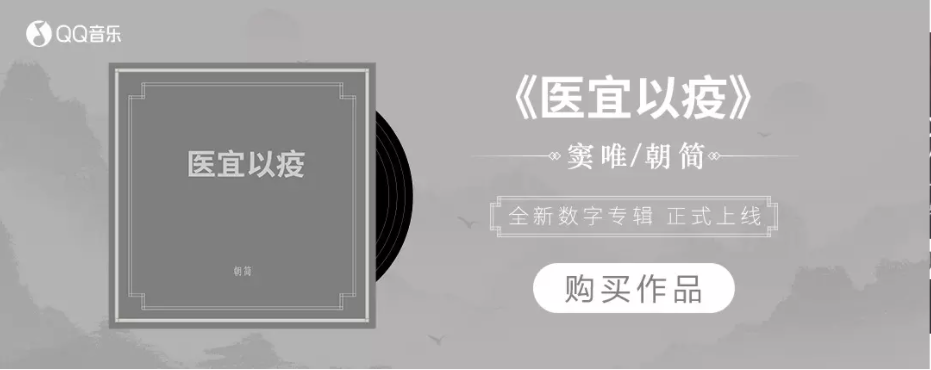 QQ音乐
医宜以疫
朝简
《医宜以疫》
窦唯/朝简
全新数字专辑 正式上线
购买作品